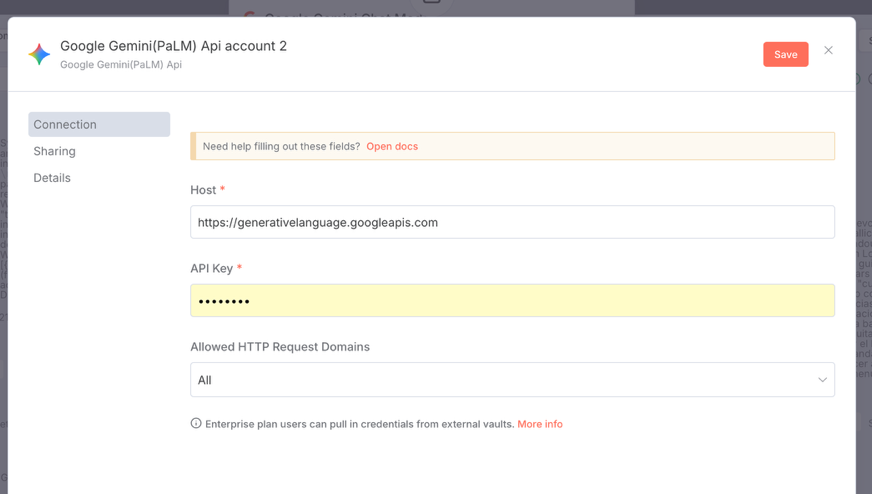 Google Gemini(PaLM) Api account 2
Google Gemini(PaLM) Api
Save
Connection
Sharing
Details
Need help filling out these fields? Open docs
Host *
https://generativelanguage.googleapis.com
API Key *
••••••••
Allowed HTTP Request Domains
All
Enterprise plan users can pull in credentials from external vaults. More info